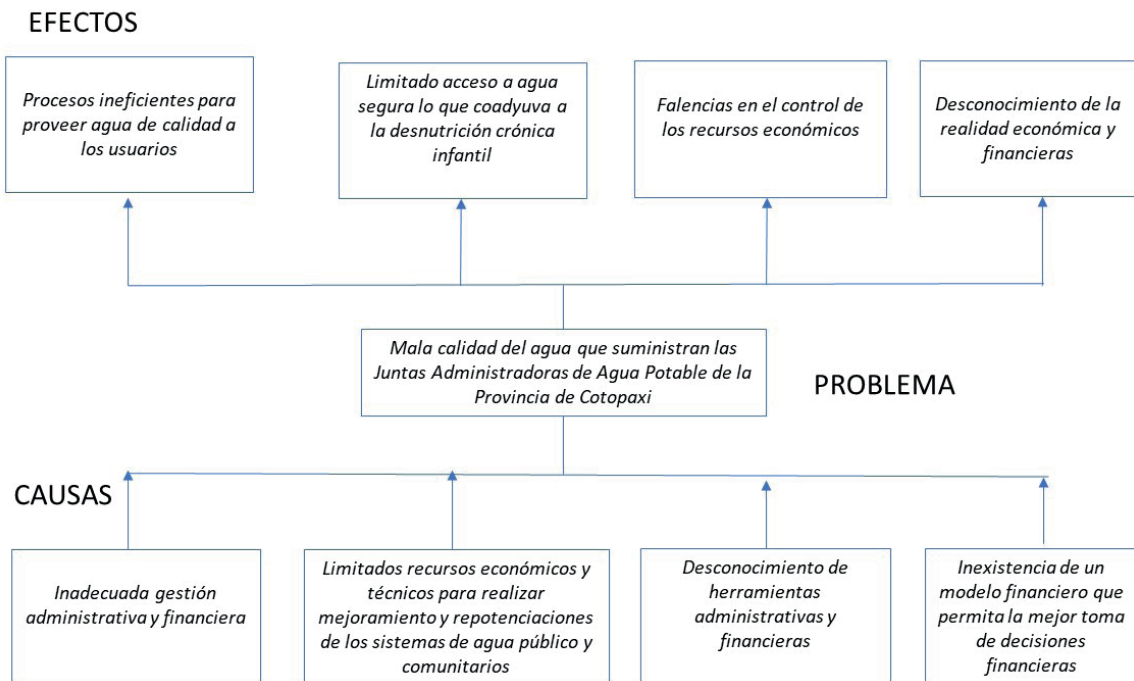 EFECTOS
Procesos ineficientes para
proveer agua de calidad a
los usuarios
Limitado acceso a agua
segura lo que coadyuva a
la desnutrición crónica
infantil
Falencias en el control de
los recursos económicos
Desconocimiento de la
realidad económica y
financieras
Mala calidad del agua que suministran las
Juntas Administradoras de Agua Potable de la
Provincia de Cotopaxi
PROBLEMA
CAUSAS
Inadecuada gestión
administrativa y financiera
Limitados recursos económicos y
técnicos para realizar
mejoramiento y repotenciaciones
de los sistemas de agua público y
comunitarios
Desconocimiento de
herramientas
administrativas y
financieras
Inexistencia de un
modelo financiero que
permita la mejor toma
de decisiones
financieras